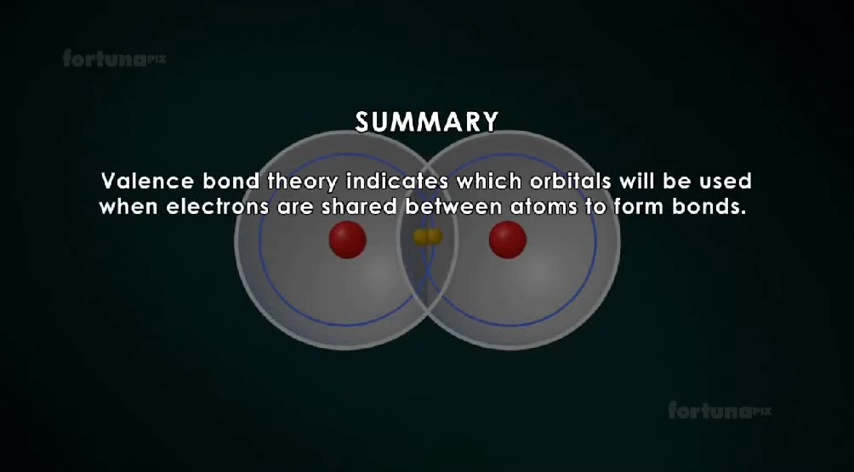 fortunaPIX
SUMMARY
Valence bond theory indicates which orbitals will be used
when electrons are shared between atoms to form bonds.
fortunaPIX